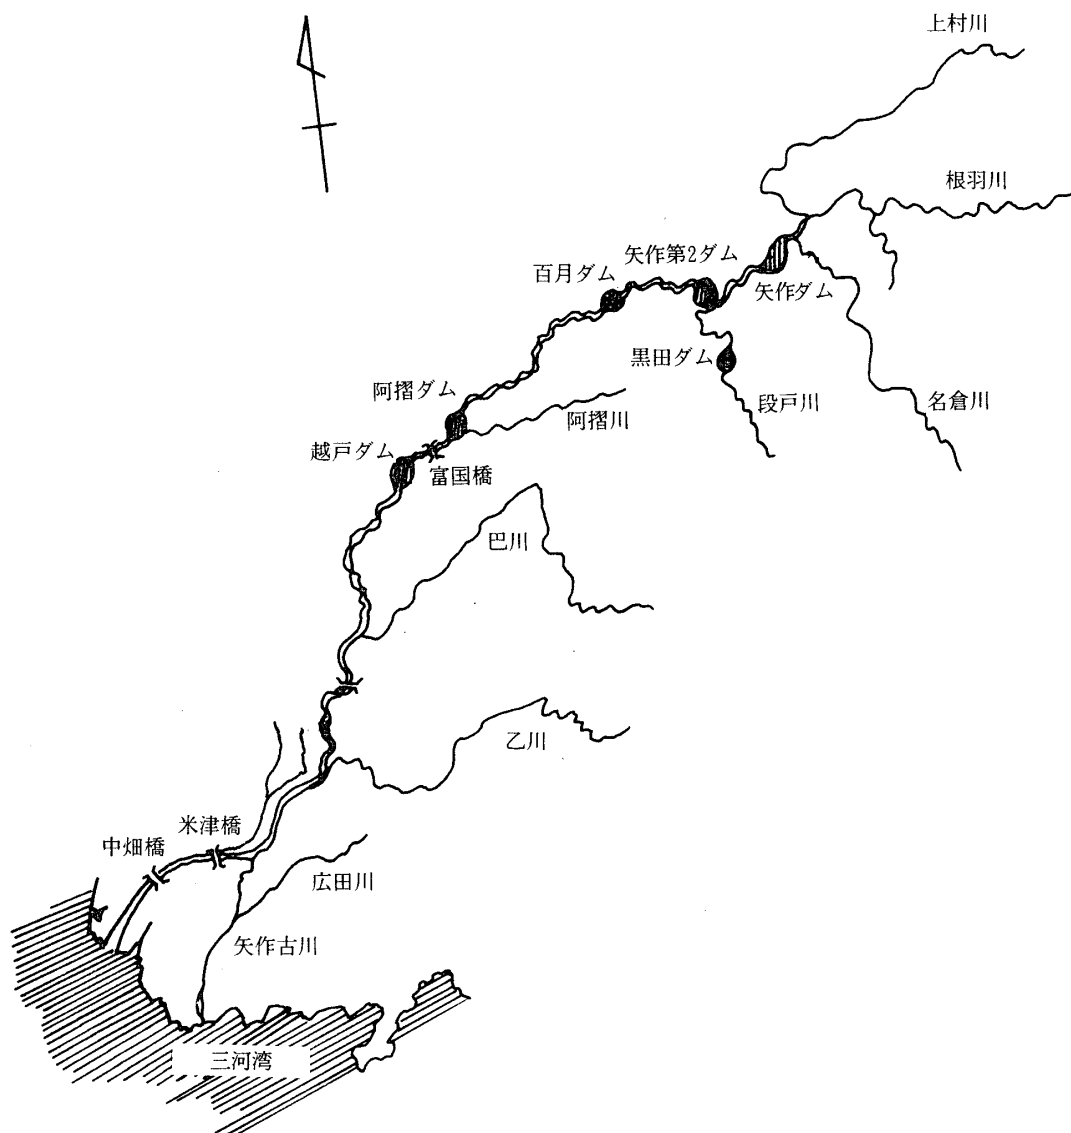 上村川
根羽川
矢作第2ダム
百月ダム
矢作ダム
黒田ダム
阿摺ダム
段戸川
名倉川
阿摺川
越戸ダム
富国橋
巴川
乙川
米津橋
中畑橋
広田川
矢作古川
三河湾